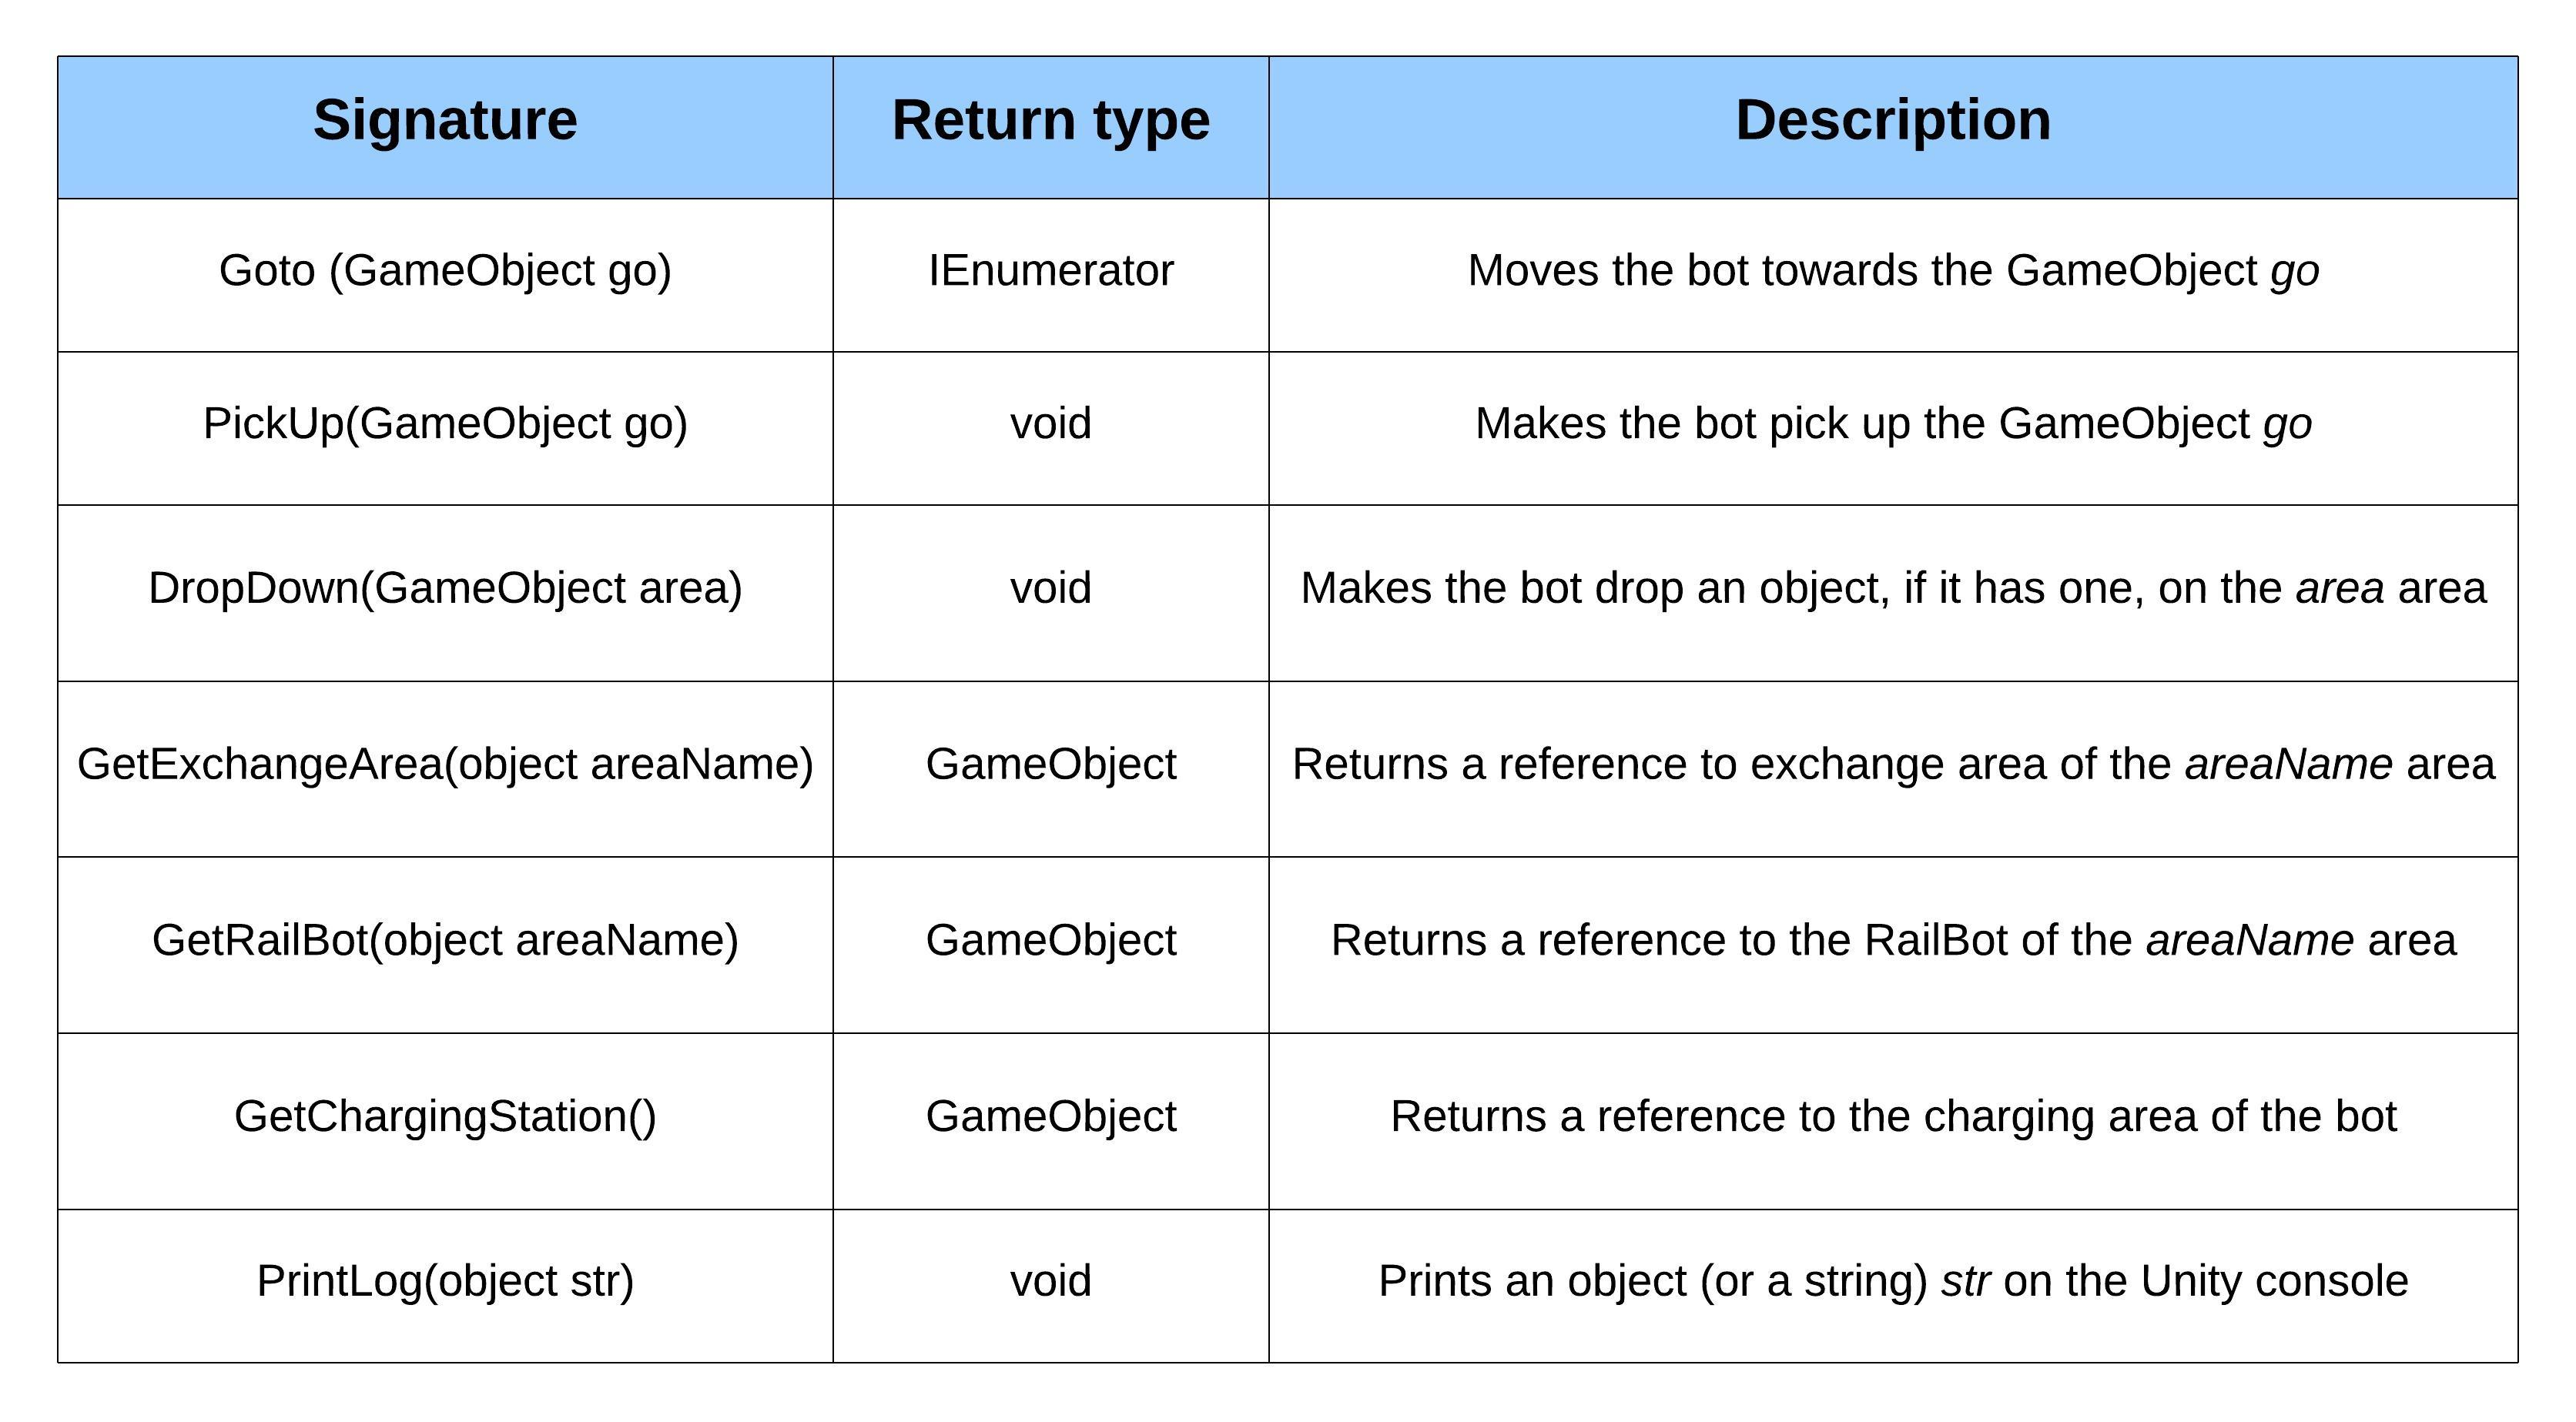 Signature Return type Description
Goto (GameObject go) IEnumerator Moves the bot towards the GameObject go
PickUp(GameObject go) void Makes the bot pick up the GameObject go
DropDown(GameObject area) void Makes the bot drop an object, if it has one, on the area area
GetExchangeArea(object areaName) GameObject Returns a reference to exchange area of the areaName area
GetRailBot(object areaName) GameObject Returns a reference to the RailBot of the areaName area
GetChargingStation() GameObject Returns a reference to the charging area of the bot
PrintLog(object str) void Prints an object (or a string) str on the Unity console